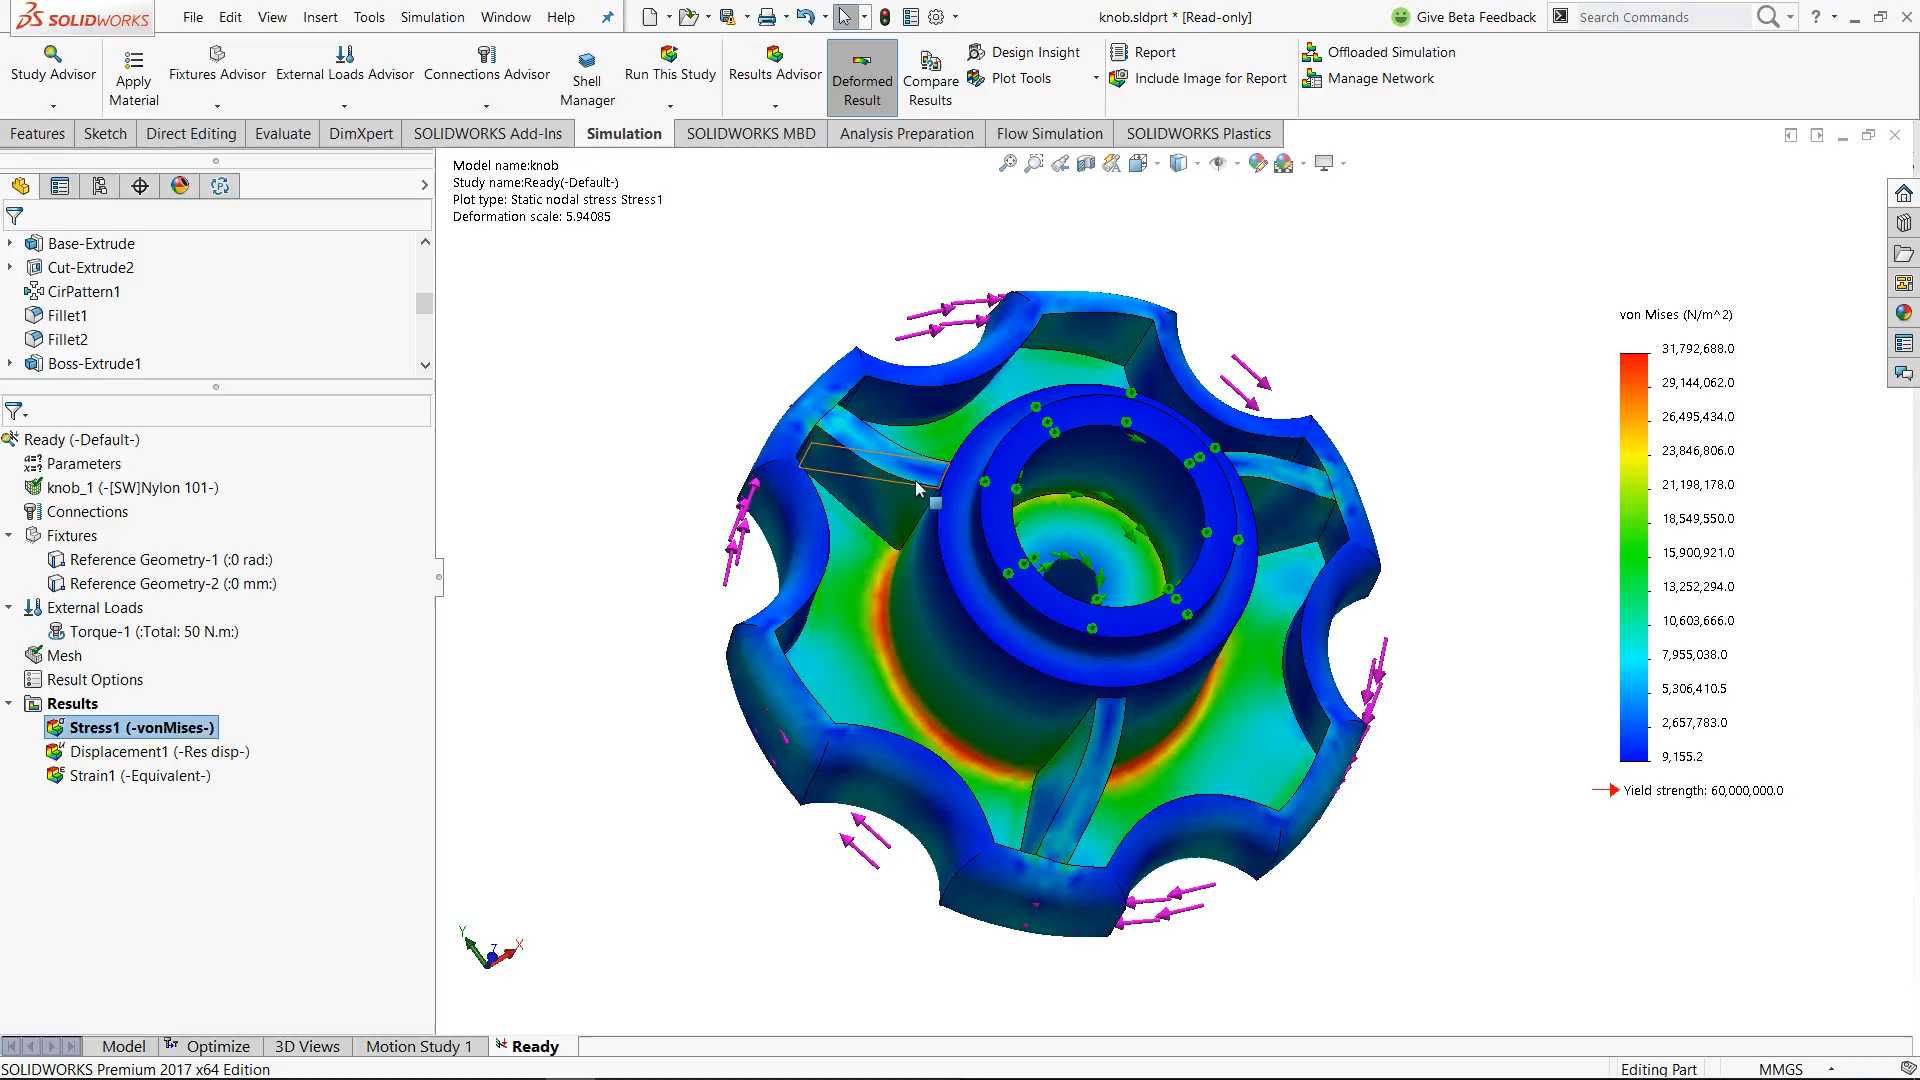 SOLIDWORKS
File Edit View Insert Tools Simulation Window Help
knob.sldprt * [Read-only]
Give Beta Feedback
Search Commands
?
Study Advisor
Apply Material
Fixtures Advisor
External Loads Advisor
Connections Advisor
Shell Manager
Run This Study
Results Advisor
Deformed Result
Compare Results
Design Insight
Plot Tools
Report
Include Image for Report
Offloaded Simulation
Manage Network
Features Sketch Direct Editing Evaluate DimXpert SOLIDWORKS Add-Ins Simulation SOLIDWORKS MBD Analysis Preparation Flow Simulation SOLIDWORKS Plastics
Base-Extrude
Cut-Extrude2
CirPattern1
Fillet1
Fillet2
Boss-Extrude1
Ready (-Default-)
Parameters
knob_1 (-[SW]Nylon 101-)
Connections
Fixtures
Reference Geometry-1 (:0 rad:)
Reference Geometry-2 (:0 mm:)
External Loads
Torque-1 (:Total: 50 N.m:)
Mesh
Result Options
Results
Stress1 (-vonMises-)
Displacement1 (-Res disp-)
Strain1 (-Equivalent-)
Model name:knob
Study name:Ready(-Default-)
Plot type: Static nodal stress Stress1
Deformation scale: 5.94085
von Mises (N/m^2)
31,792,688.0
29,144,062.0
26,495,434.0
23,846,806.0
21,198,178.0
18,549,550.0
15,900,921.0
13,252,294.0
10,603,666.0
7,955,038.0
5,306,410.5
2,657,783.0
9,155.2
Yield strength: 60,000,000.0
Y
Z
X
Model Optimize 3D Views Motion Study 1 Ready
SOLIDWORKS Premium 2017 x64 Edition
Editing Part
MMGS